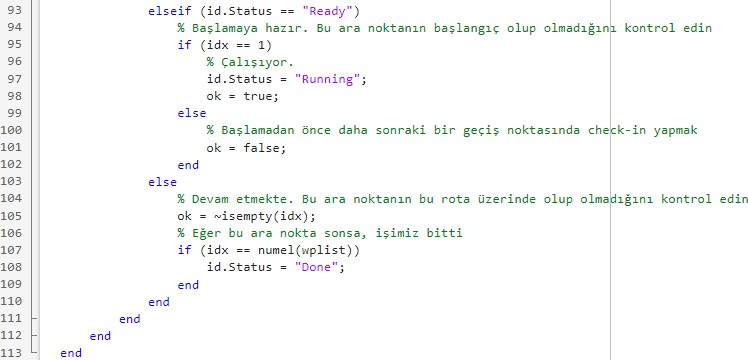 93 elseif (id.Status == "Ready")
94 % Başlamaya hazır. Bu ara noktanın başlangıç olup olmadığını kontrol edin
95 if (idx == 1)
96 % Çalışıyor.
97 id.Status = "Running";
98 ok = true;
99 else
100 % Başlamadan önce daha sonraki bir geçiş noktasında check-in yapmak
101 ok = false;
102 end
103 else
104 % Devam etmekte. Bu ara noktanın bu rota üzerinde olup olmadığını kontrol edin
105 ok = ~isempty(idx);
106 % Eğer bu ara nokta sonsa, işimiz bitti
107 if (idx == numel(wplist))
108 id.Status = "Done";
109 end
110 end
111 end
112 end
113 end